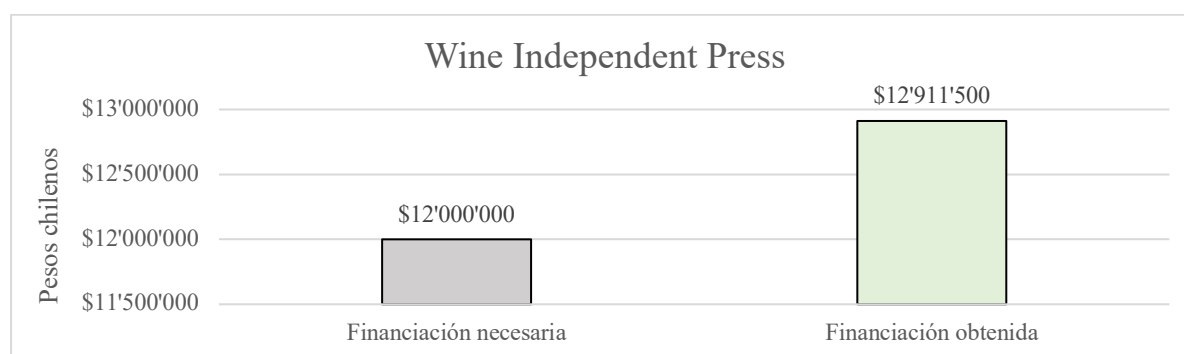 Wine Independent Press
Pesos chilenos
$13'000'000
$12'500'000
$12'000'000
$11'500'000
$12'000'000
$12'911'500
Financiación necesaria
Financiación obtenida